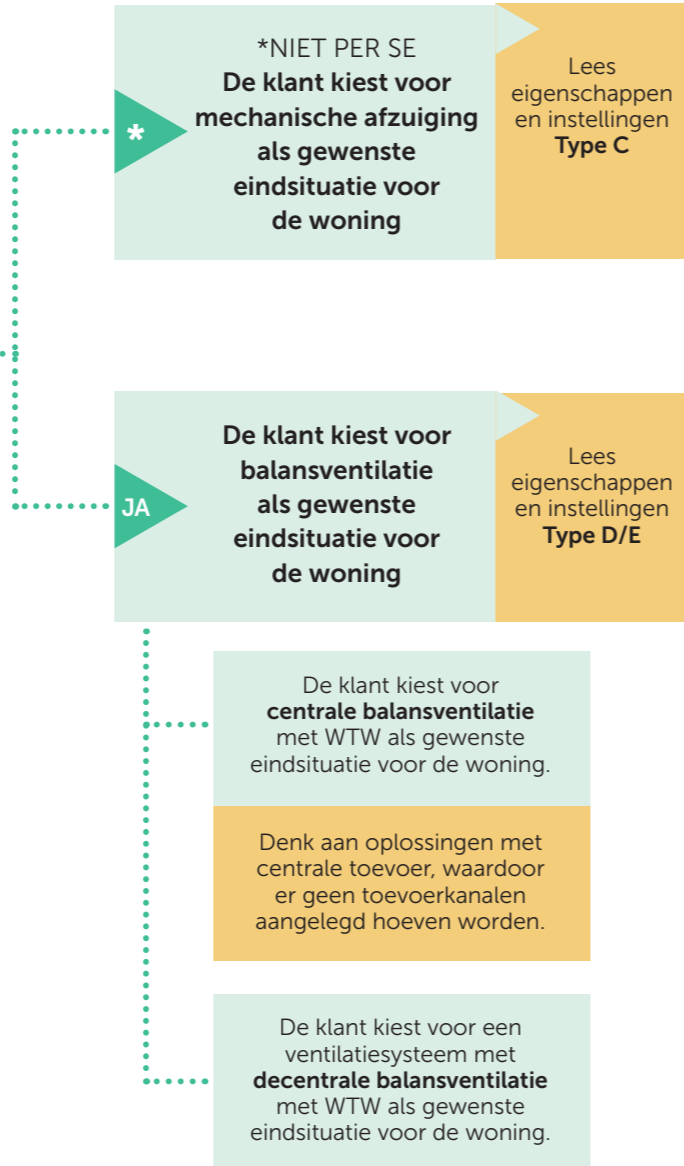 *
*NIET PER SE
De klant kiest voor
mechanische afzuiging
als gewenste
eindsituatie voor
de woning
Lees
eigenschappen
en instellingen
Type C
JA
De klant kiest voor
balansventilatie
als gewenste
eindsituatie voor
de woning
Lees
eigenschappen
en instellingen
Type D/E
De klant kiest voor
centrale balansventilatie
met WTW als gewenste
eindsituatie voor de woning.
Denk aan oplossingen met
centrale toevoer, waardoor
er geen toevoerkanalen
aangelegd hoeven worden.
De klant kiest voor een
ventilatiesysteem met
decentrale balansventilatie
met WTW als gewenste
eindsituatie voor de woning.